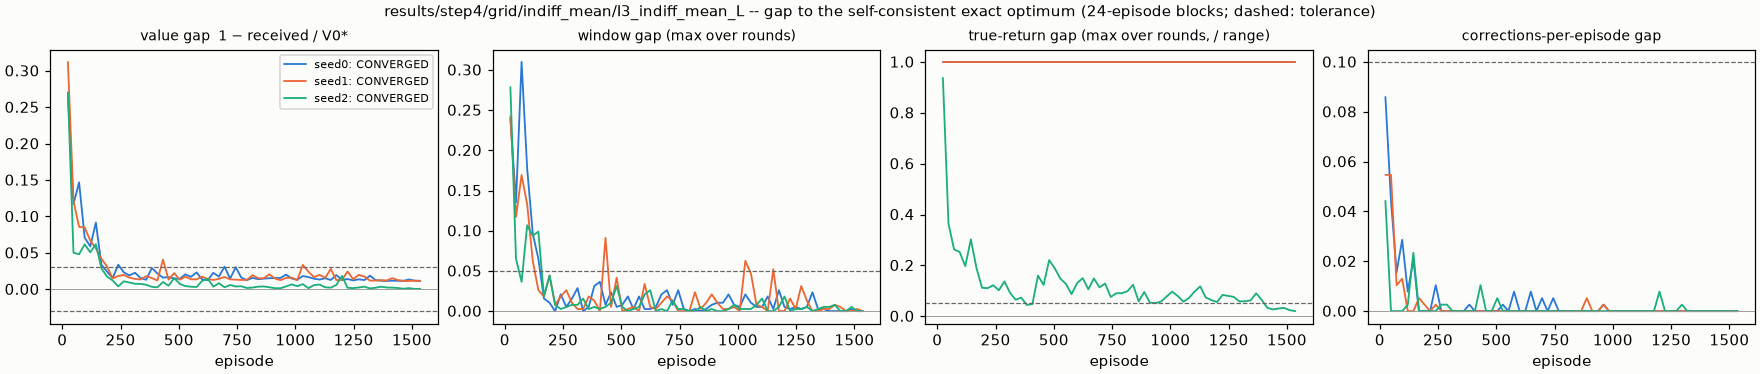 results/step4/grid/indiff_mean/I3_indiff_mean_L -- gap to the self-consistent exact optimum (24-episode blocks; dashed: tolerance)
value gap 1 − received / V0*
0.30
0.25
0.20
0.15
0.10
0.05
0.00
seed0: CONVERGED
seed1: CONVERGED
seed2: CONVERGED
0 250 500 750 1000 1250 1500
episode
window gap (max over rounds)
0.30
0.25
0.20
0.15
0.10
0.05
0.00
0 250 500 750 1000 1250 1500
episode
true-return gap (max over rounds, / range)
1.0
0.8
0.6
0.4
0.2
0.0
0 250 500 750 1000 1250 1500
episode
corrections-per-episode gap
0.10
0.08
0.06
0.04
0.02
0.00
0 250 500 750 1000 1250 1500
episode